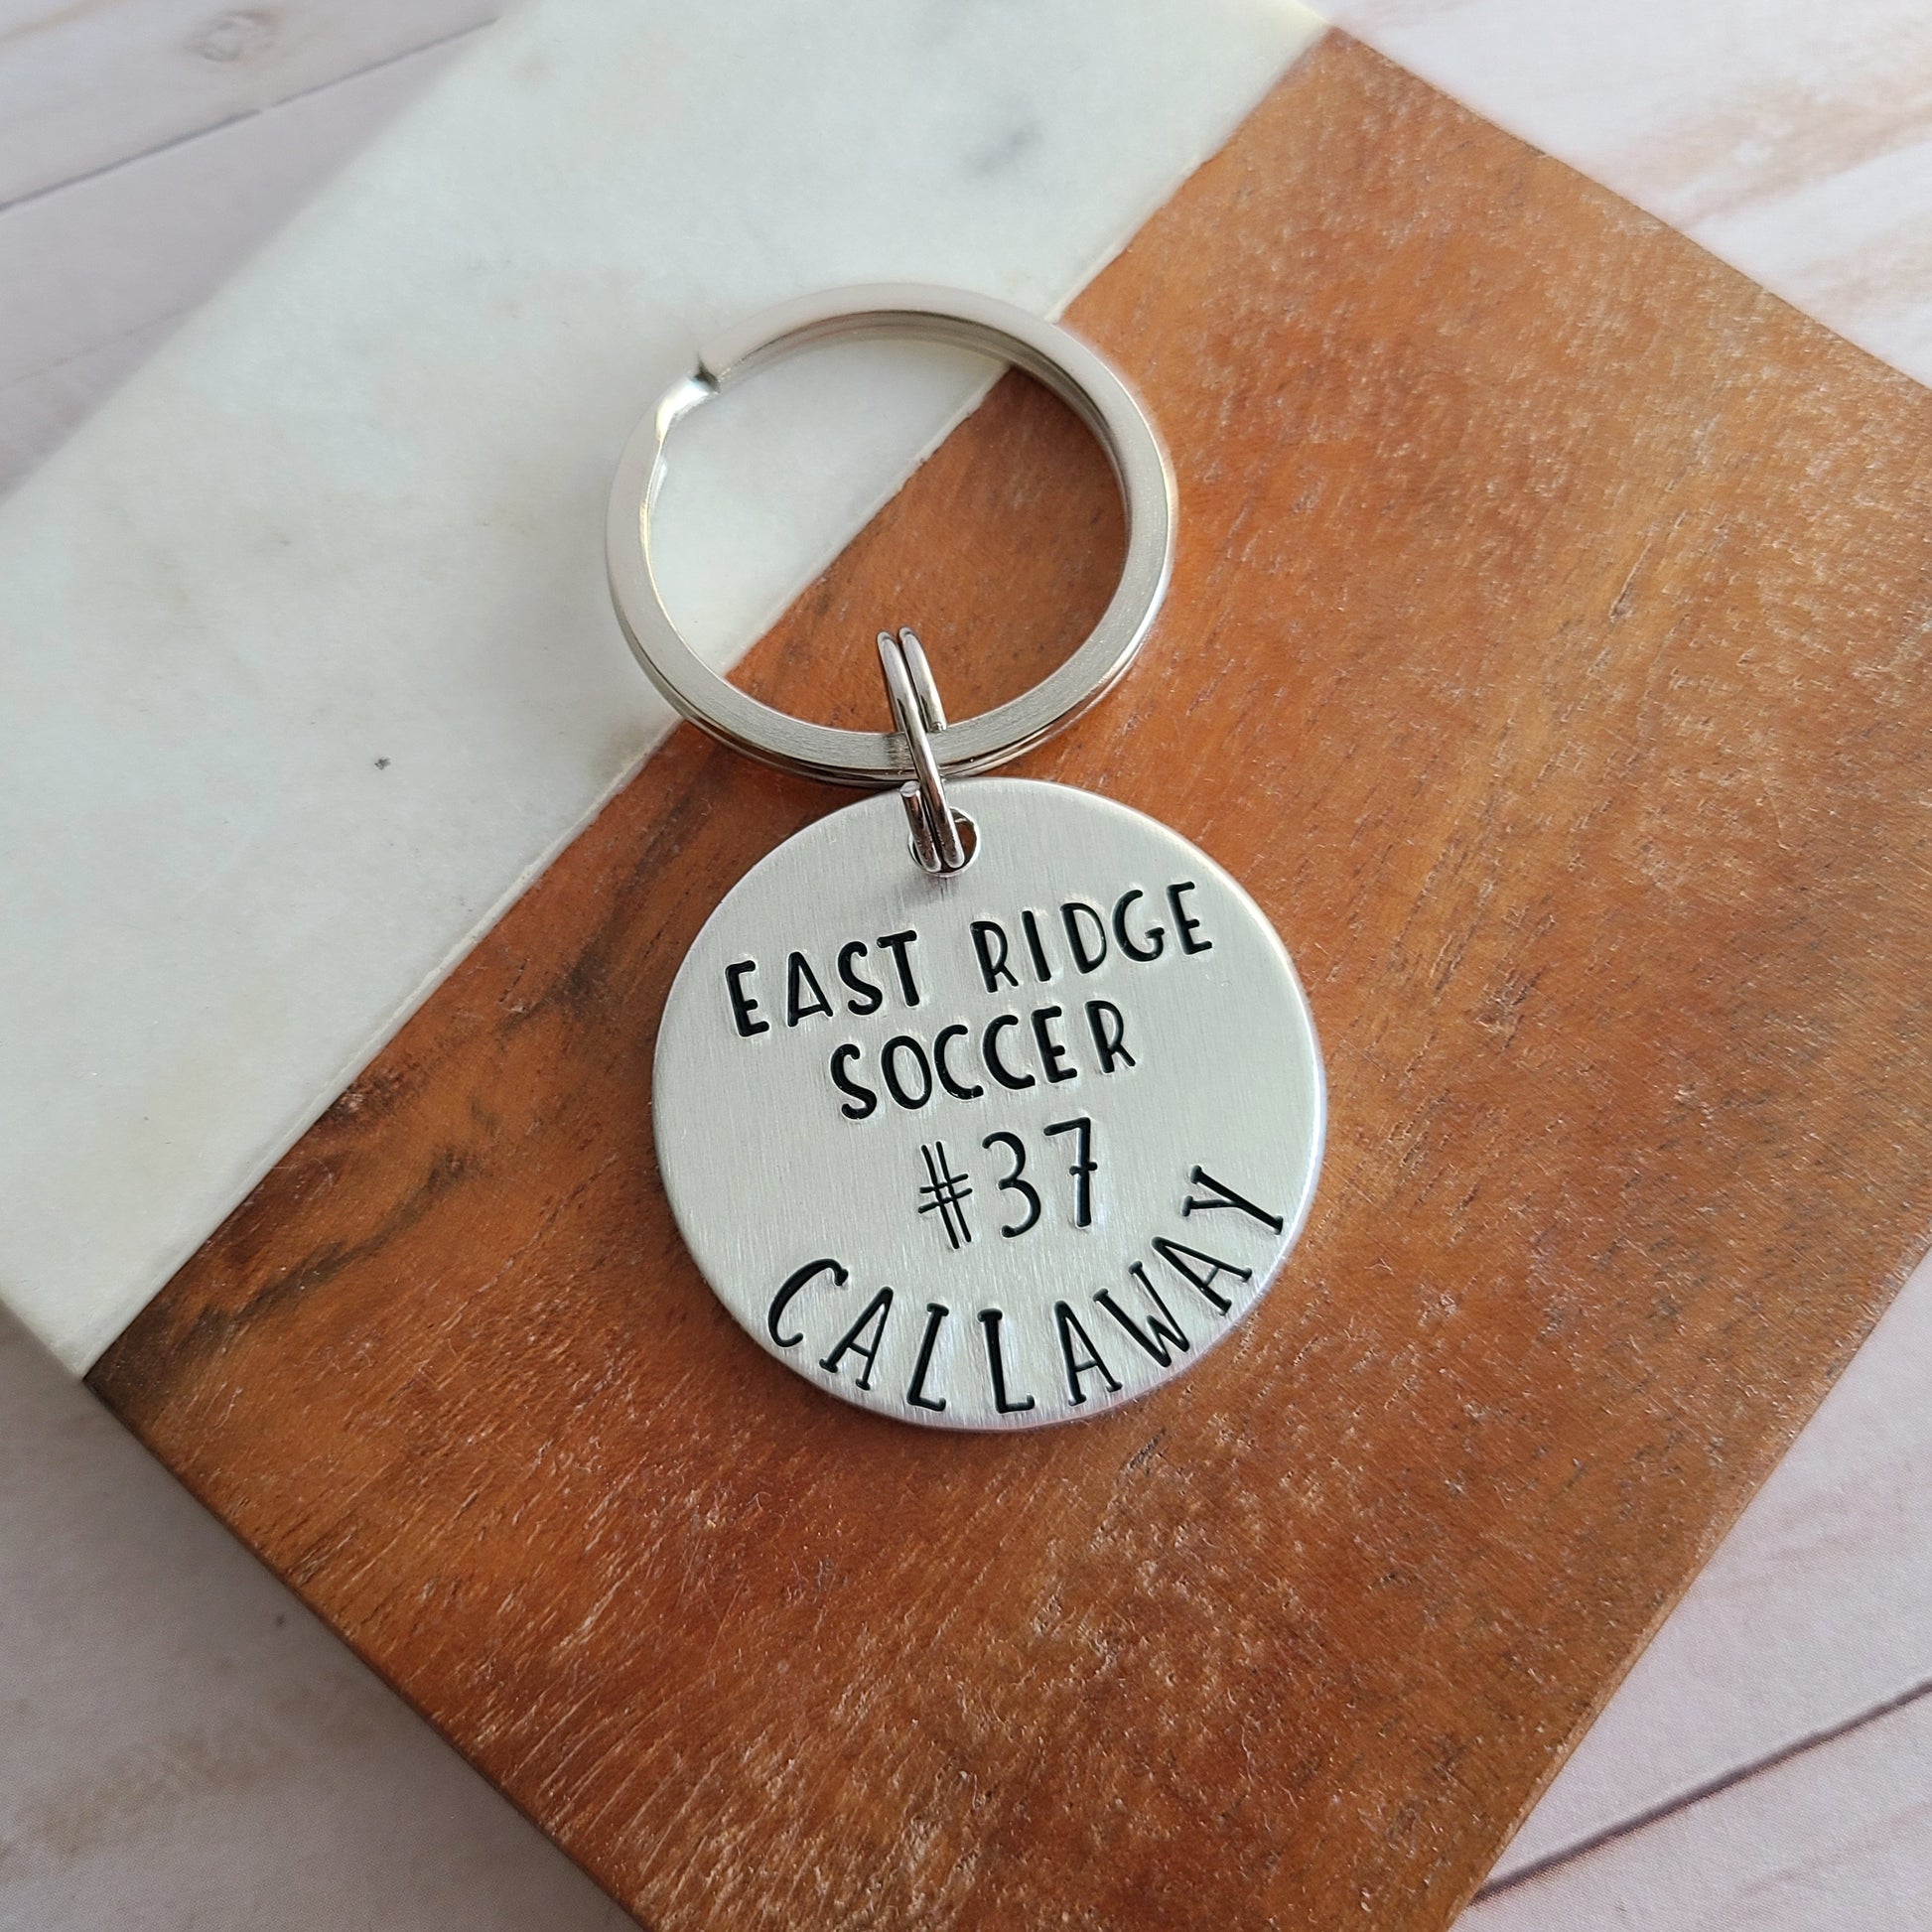 EAST RIDGE
SOCCER
#37
CALLAWAY